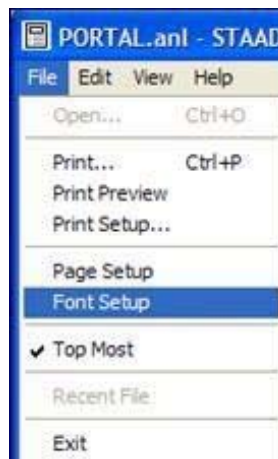 PORTAL.anl - STAAD
File Edit View Help
Open... Ctrl+O
Print... Ctrl+P
Print Preview
Print Setup...
Page Setup
Font Setup
Top Most
Recent File
Exit